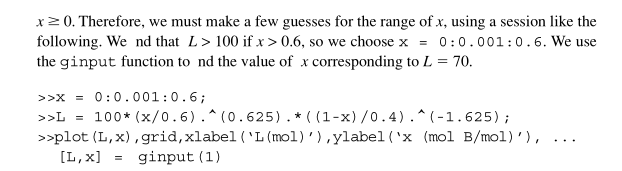 x ≥ 0. Therefore, we must make a few guesses for the range of x, using a session like the
following. We nd that L > 100 if x > 0.6, so we choose x = 0:0.001:0.6. We use
the ginput function to nd the value of x corresponding to L = 70.
>>x = 0:0.001:0.6;
>>L = 100*(x/0.6).^(0.625).*((1-x)/0.4).^(-1.625);
>>plot(L,x),grid,xlabel(‘L(mol)’),ylabel(‘x (mol B/mol)’), ...
[L,x] = ginput(1)